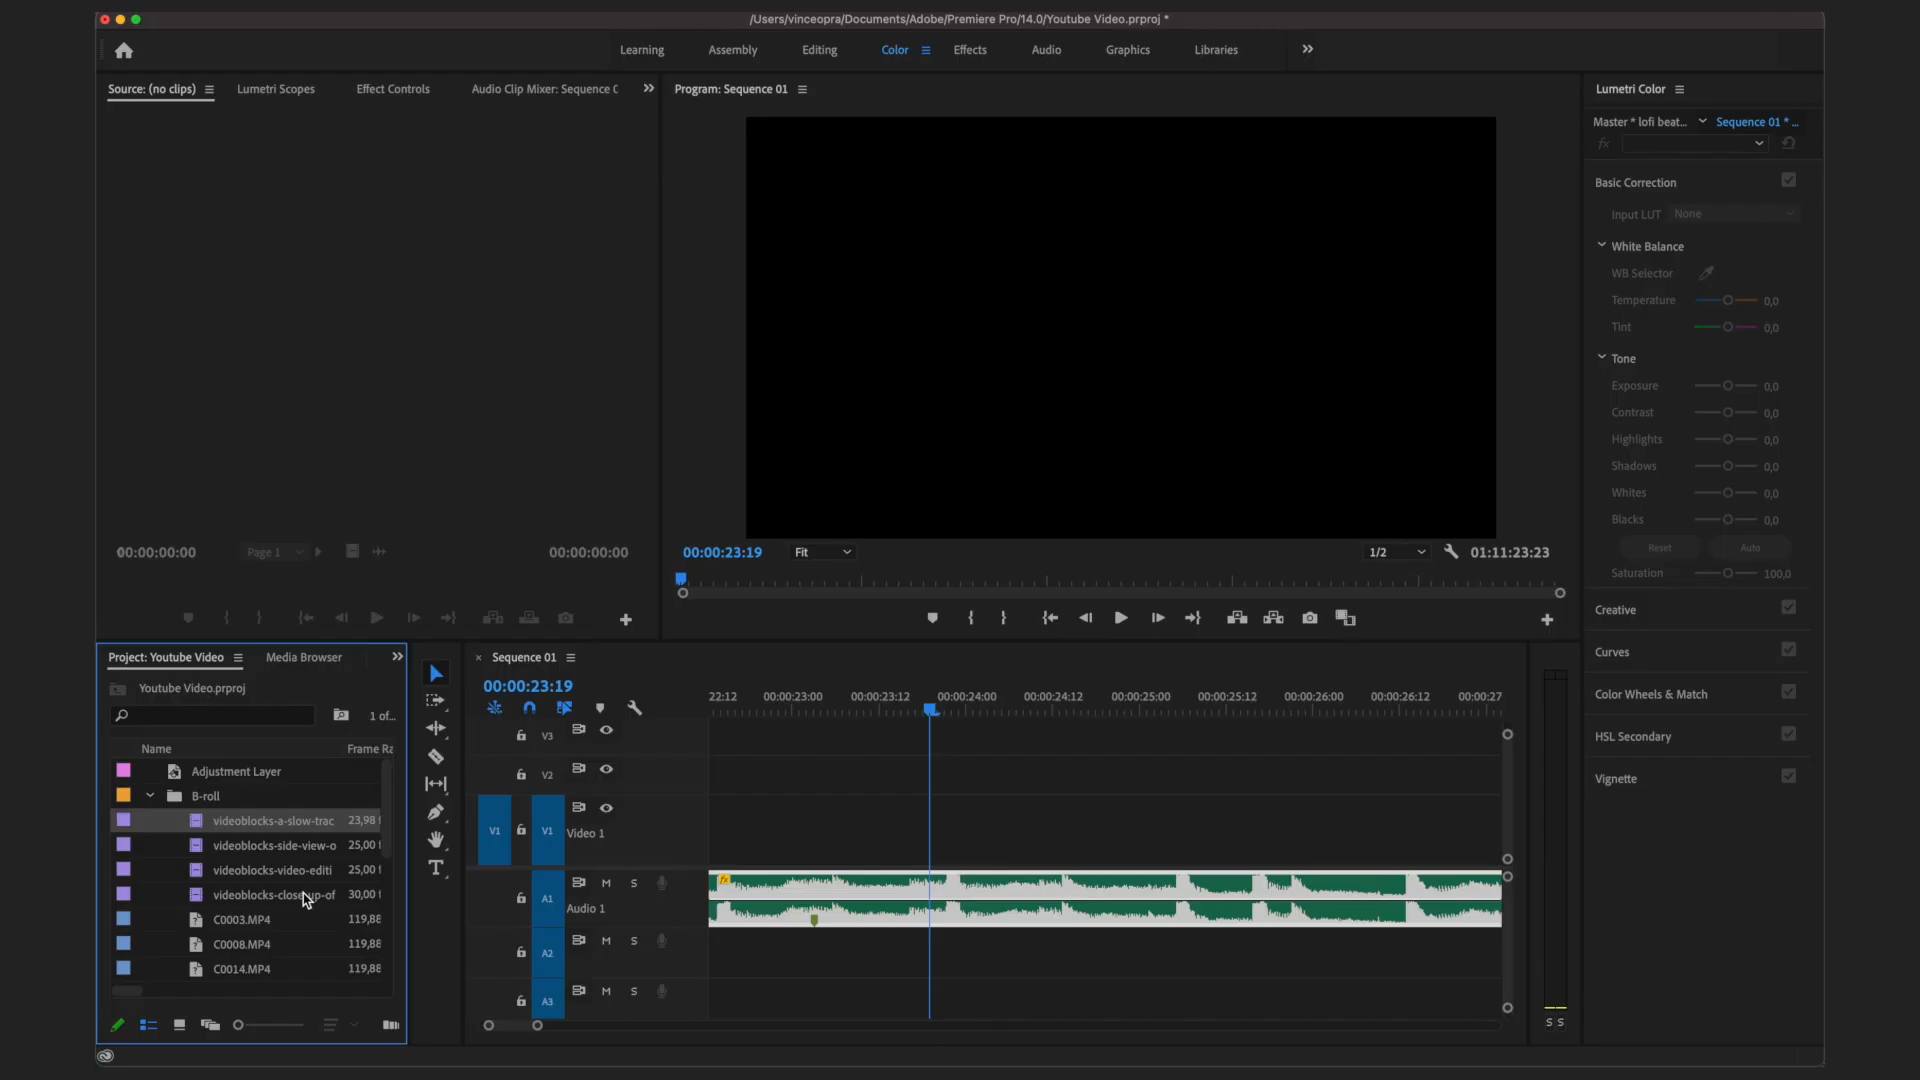 /Users/vinceopra/Documents/Adobe/Premiere Pro/14.0/Youtube Video.prproj *
Learning Assembly Editing Color Effects Audio Graphics Libraries
Source: (no clips) Lumetri Scopes Effect Controls Audio Clip Mixer: Sequence 0
Program: Sequence 01
Lumetri Color
Master * lofi beat... Sequence 01 * ...
fx
Basic Correction
Input LUT None
White Balance
WB Selector
Temperature 0,0
Tint 0,0
Tone
Exposure 0,0
Contrast 0,0
Highlights 0,0
Shadows 0,0
Whites 0,0
Blacks 0,0
Reset Auto
Saturation 100,0
Creative
Curves
Color Wheels & Match
HSL Secondary
Vignette
00:00:00:00 Page 1 00:00:00:00
00:00:23:19 Fit 1/2 01:11:23:23
Project: Youtube Video Media Browser
Youtube Video.prproj
1 of...
Name Frame Ra
Adjustment Layer
B-roll
videoblocks-a-slow-trac 23,98 f
videoblocks-side-view-o 25,00 f
videoblocks-video-editi 25,00 f
videoblocks-close-up-of 30,00 f
C0003.MP4 119,88
C0008.MP4 119,88
C0014.MP4 119,88
T
× Sequence 01
00:00:23:19
22:12 00:00:23:00 00:00:23:12 00:00:24:00 00:00:24:12 00:00:25:00 00:00:25:12 00:00:26:00 00:00:26:12 00:00:27
V3
V2
V1 V1 Video 1
A1 M S
Audio 1
fx
A2 M S
A3 M S
S S